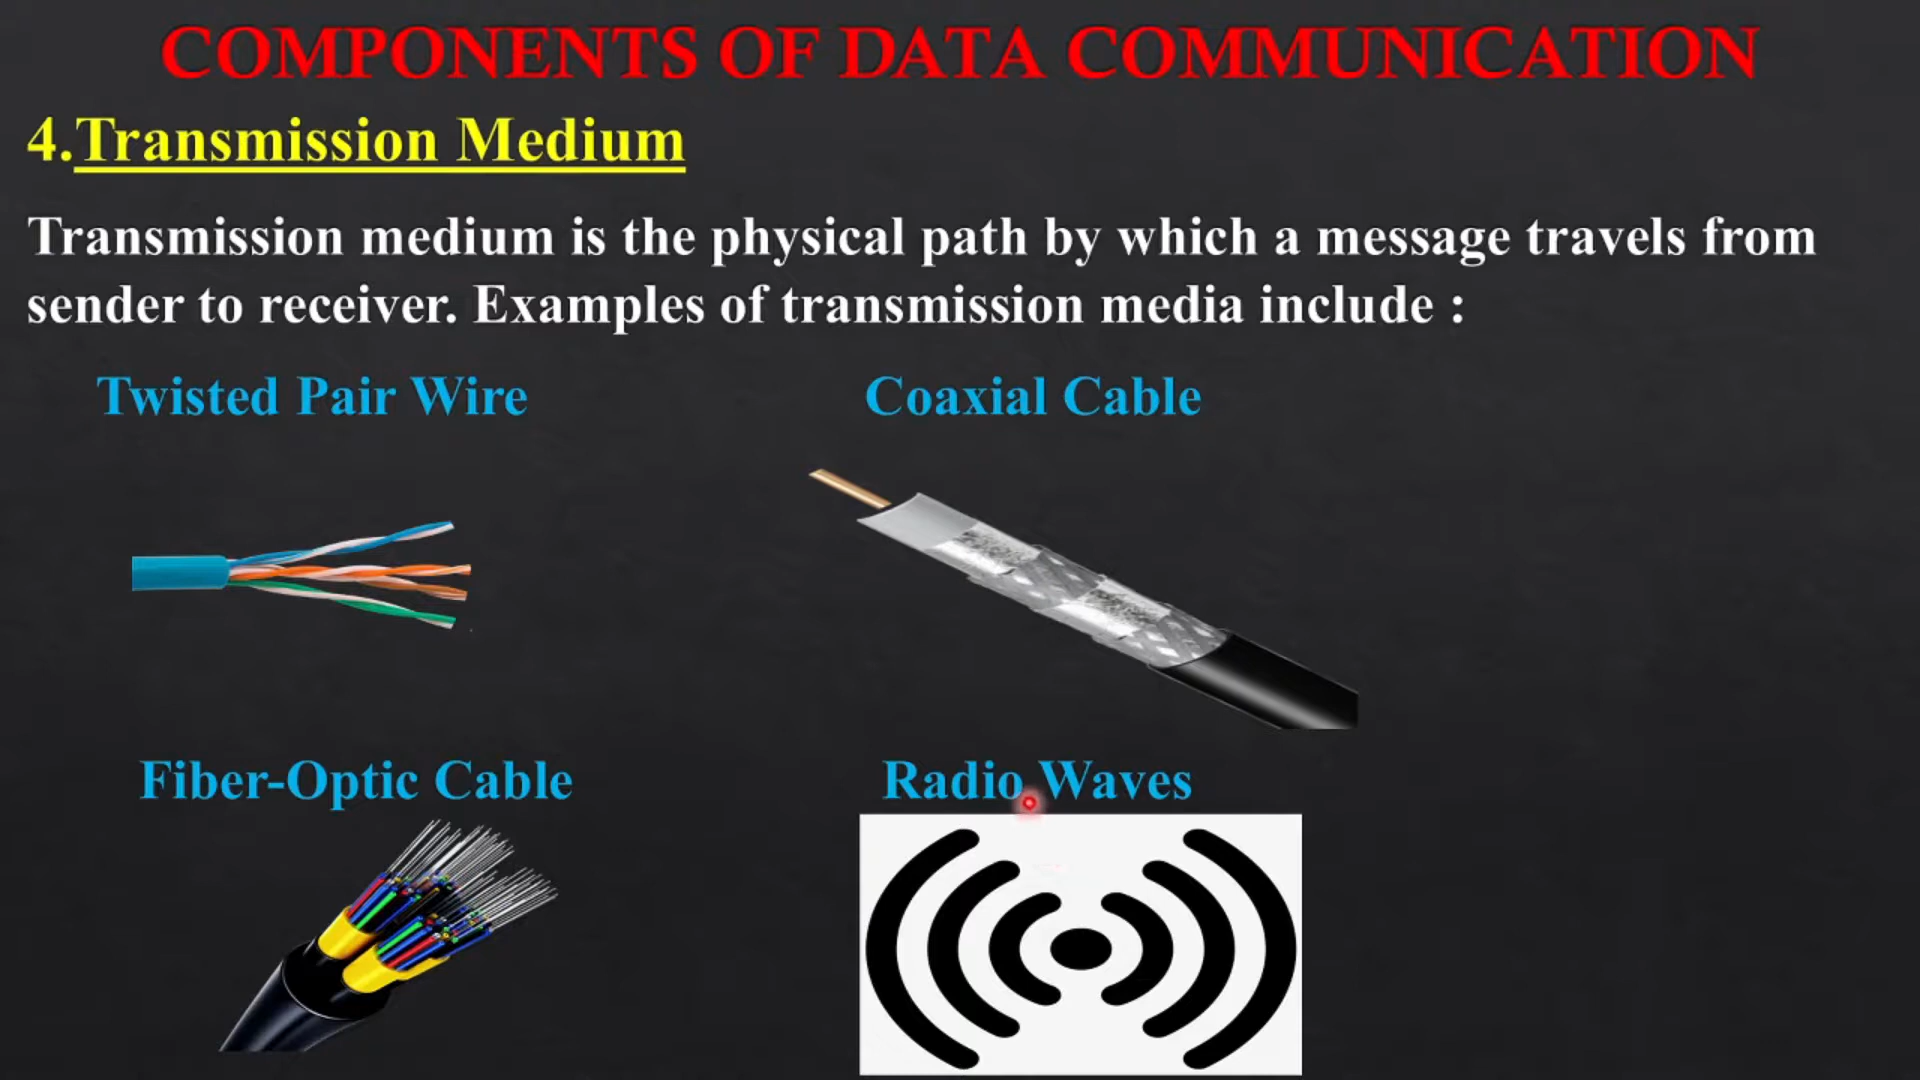 COMPONENTS OF DATA COMMUNICATION
4.Transmission Medium
Transmission medium is the physical path by which a message travels from
sender to receiver. Examples of transmission media include :
Twisted Pair Wire
Coaxial Cable
Fiber-Optic Cable
Radio Waves